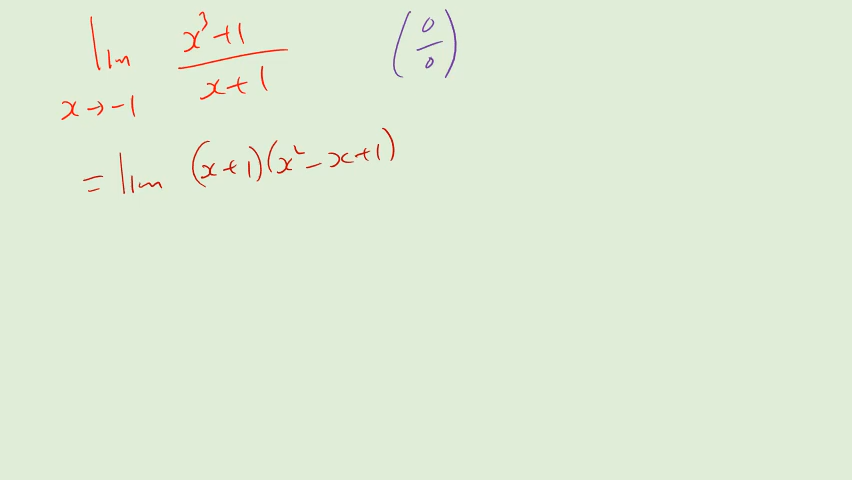 lim x³+1 / x+1 (0/0)
x→-1
= lim (x+1)(x²-x+1)